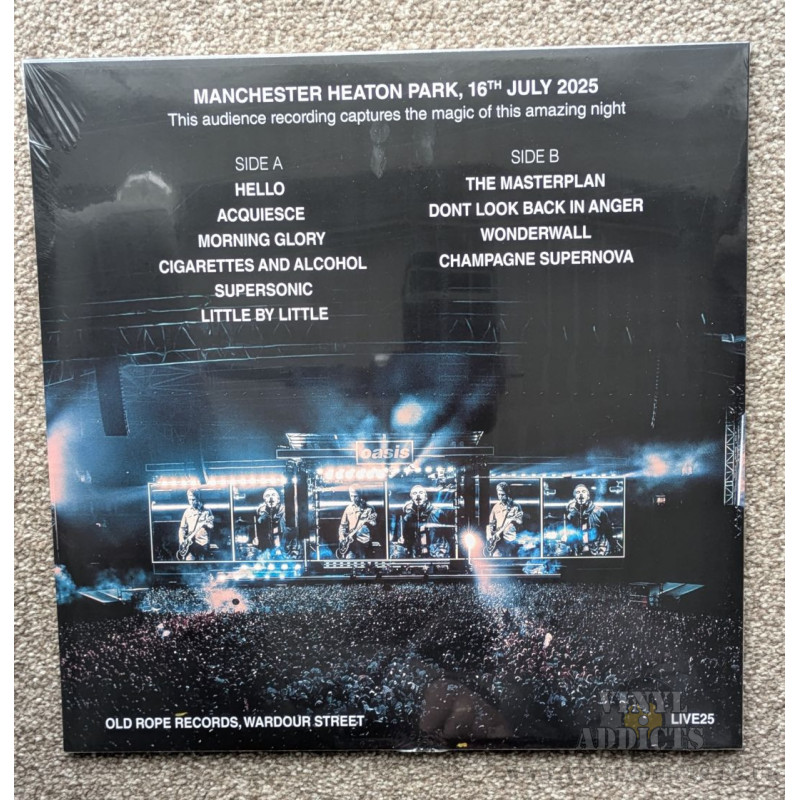 MANCHESTER HEATON PARK, 16TH JULY 2025
This audience recording captures the magic of this amazing night
SIDE A
HELLO
ACQUIESCE
MORNING GLORY
CIGARETTES AND ALCOHOL
SUPERSONIC
LITTLE BY LITTLE
SIDE B
THE MASTERPLAN
DONT LOOK BACK IN ANGER
WONDERWALL
CHAMPAGNE SUPERNOVA
oasis
OLD ROPE RECORDS, WARDOUR STREET
LIVE25
VINYL
ADDICTS